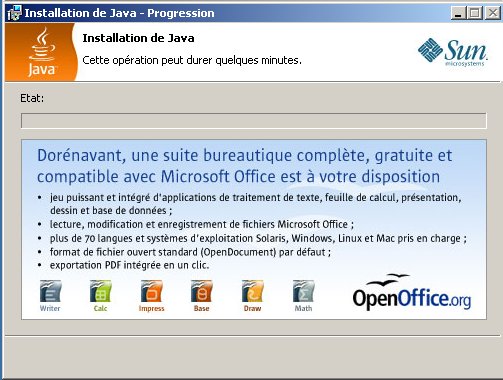 Installation de Java - Progression
Installation de Java
Cette opération peut durer quelques minutes.
Java
Sun
microsystems
Etat:
Dorénavant, une suite bureautique complète, gratuite et
compatible avec Microsoft Office est à votre disposition
• jeu puissant et intégré d'applications de traitement de texte, feuille de calcul, présentation,
dessin et base de données ;
• lecture, modification et enregistrement de fichiers Microsoft Office ;
• plus de 70 langues et systèmes d'exploitation Solaris, Windows, Linux et Mac pris en charge ;
• format de fichier ouvert standard (OpenDocument) par défaut ;
• exportation PDF intégrée en un clic.
Writer Calc Impress Base Draw Math
OpenOffice.org